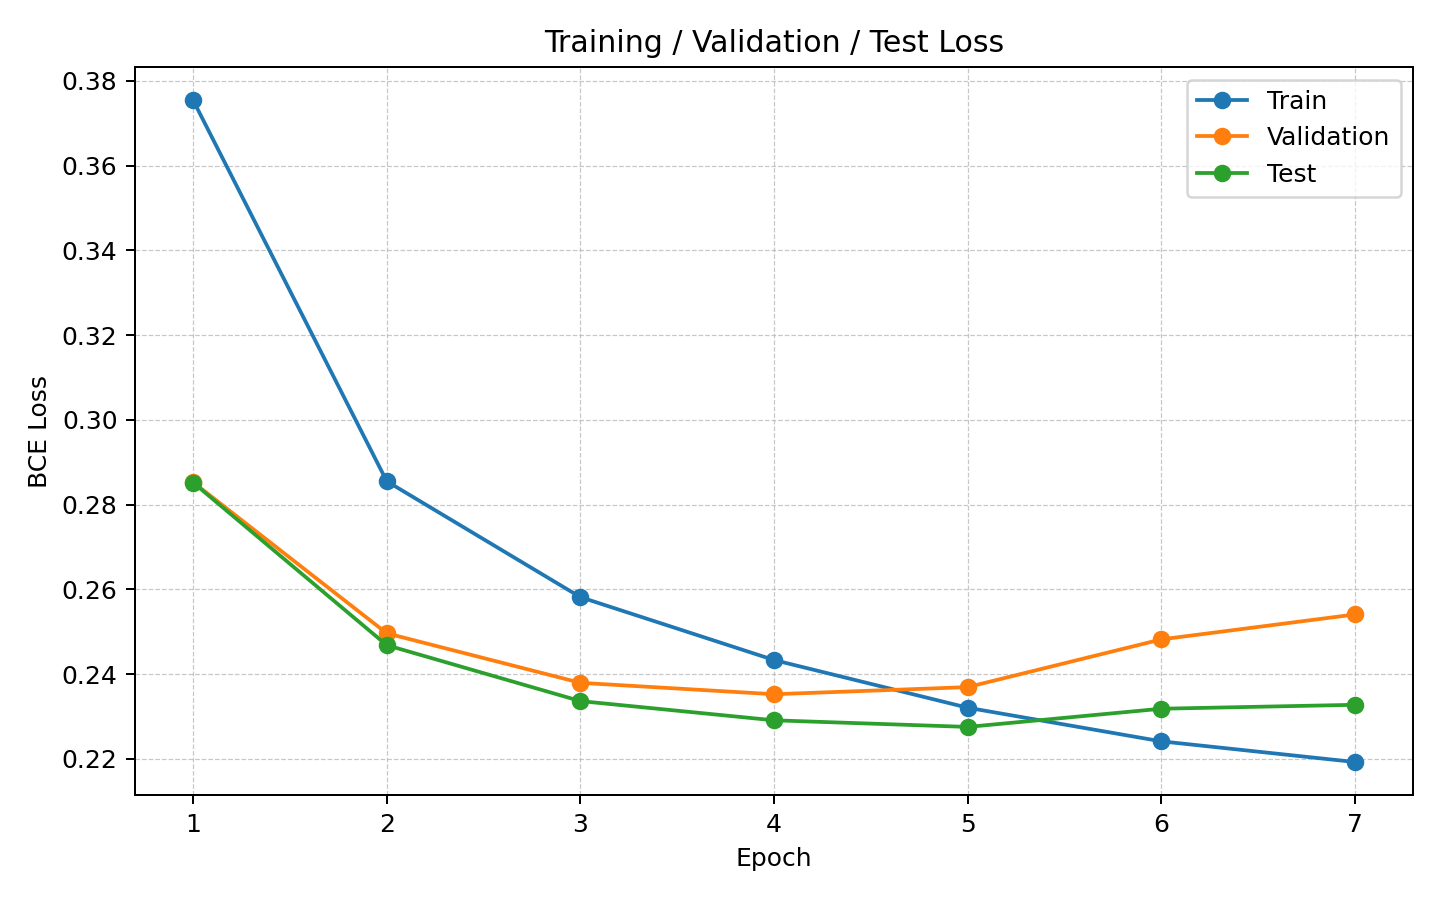 Training / Validation / Test Loss
Train
Validation
Test
0.38
0.36
0.34
0.32
0.30
0.28
0.26
0.24
0.22
BCE Loss
1 2 3 4 5 6 7
Epoch